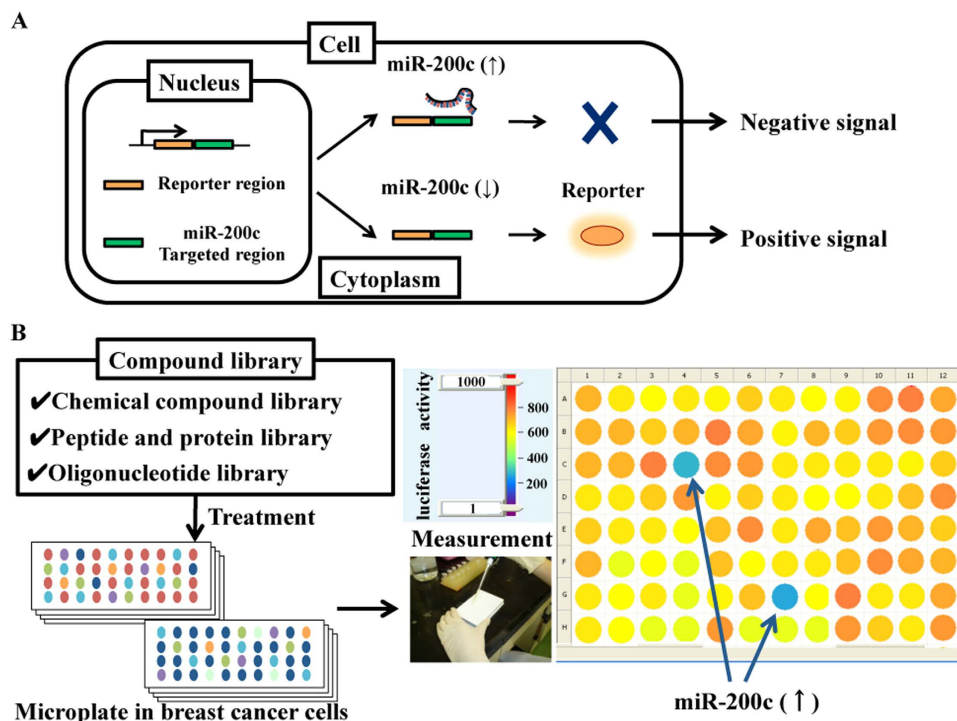 A
Cell
Nucleus
Reporter region
miR-200c
Targeted region
miR-200c (↑)
miR-200c (↓)
Reporter
Cytoplasm
Negative signal
Positive signal
B
Compound library
✔Chemical compound library
✔Peptide and protein library
✔Oligonucleotide library
Treatment
Microplate in breast cancer cells
luciferase activity
1000
800
600
400
200
1
Measurement
1 2 3 4 5 6 7 8 9 10 11 12
A
B
C
D
E
F
G
H
miR-200c (↑)